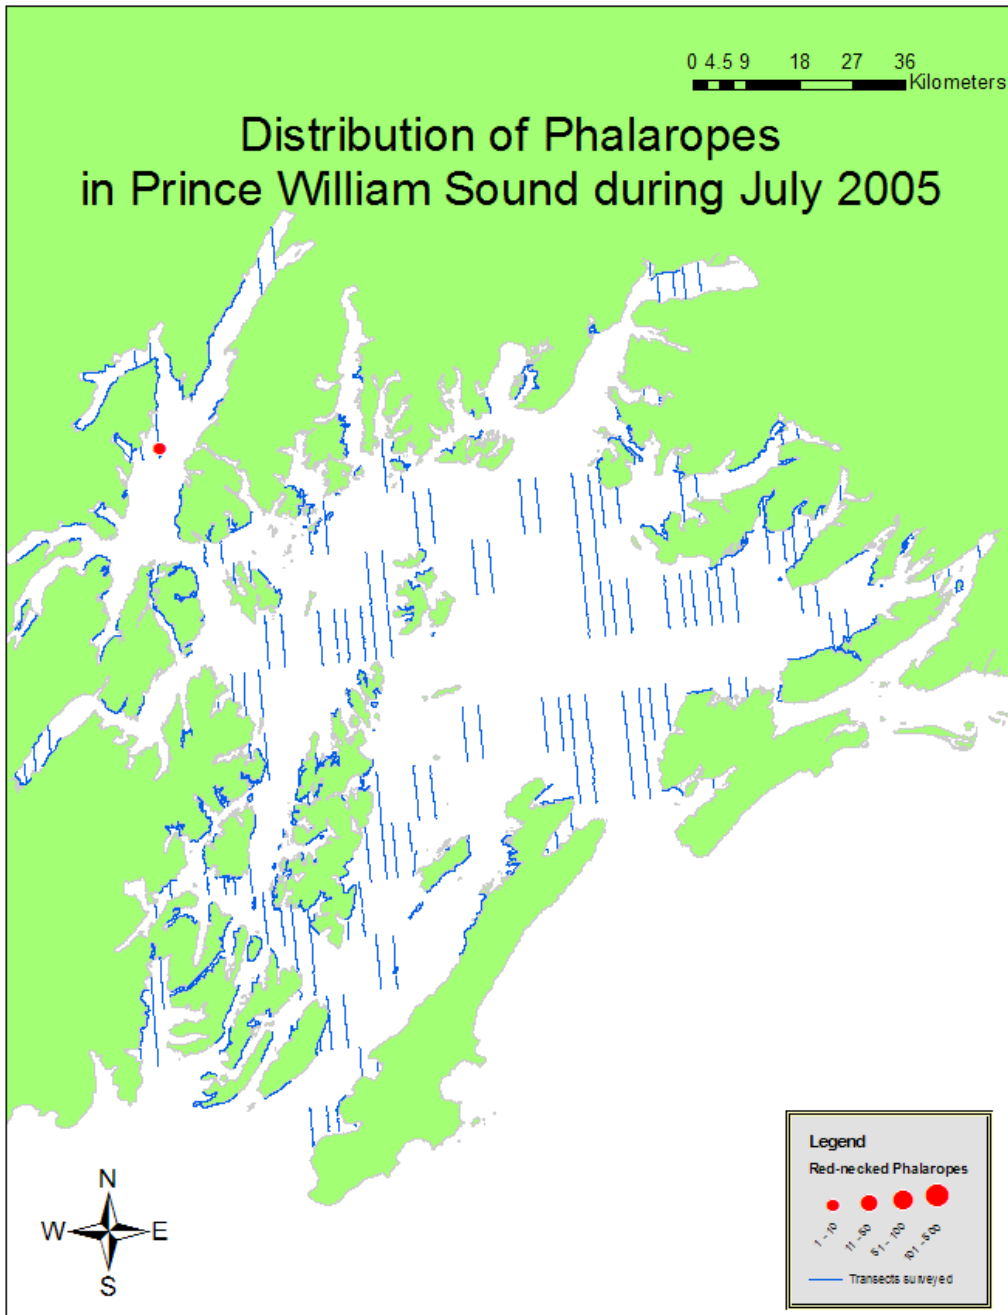 0 4.5 9 18 27 36
Kilometers
Distribution of Phalaropes
in Prince William Sound during July 2005
N
W E
S
Legend
Red-necked Phalaropes
1 - 10 11 - 50 51 - 100 101 - 500
Transects surveyed